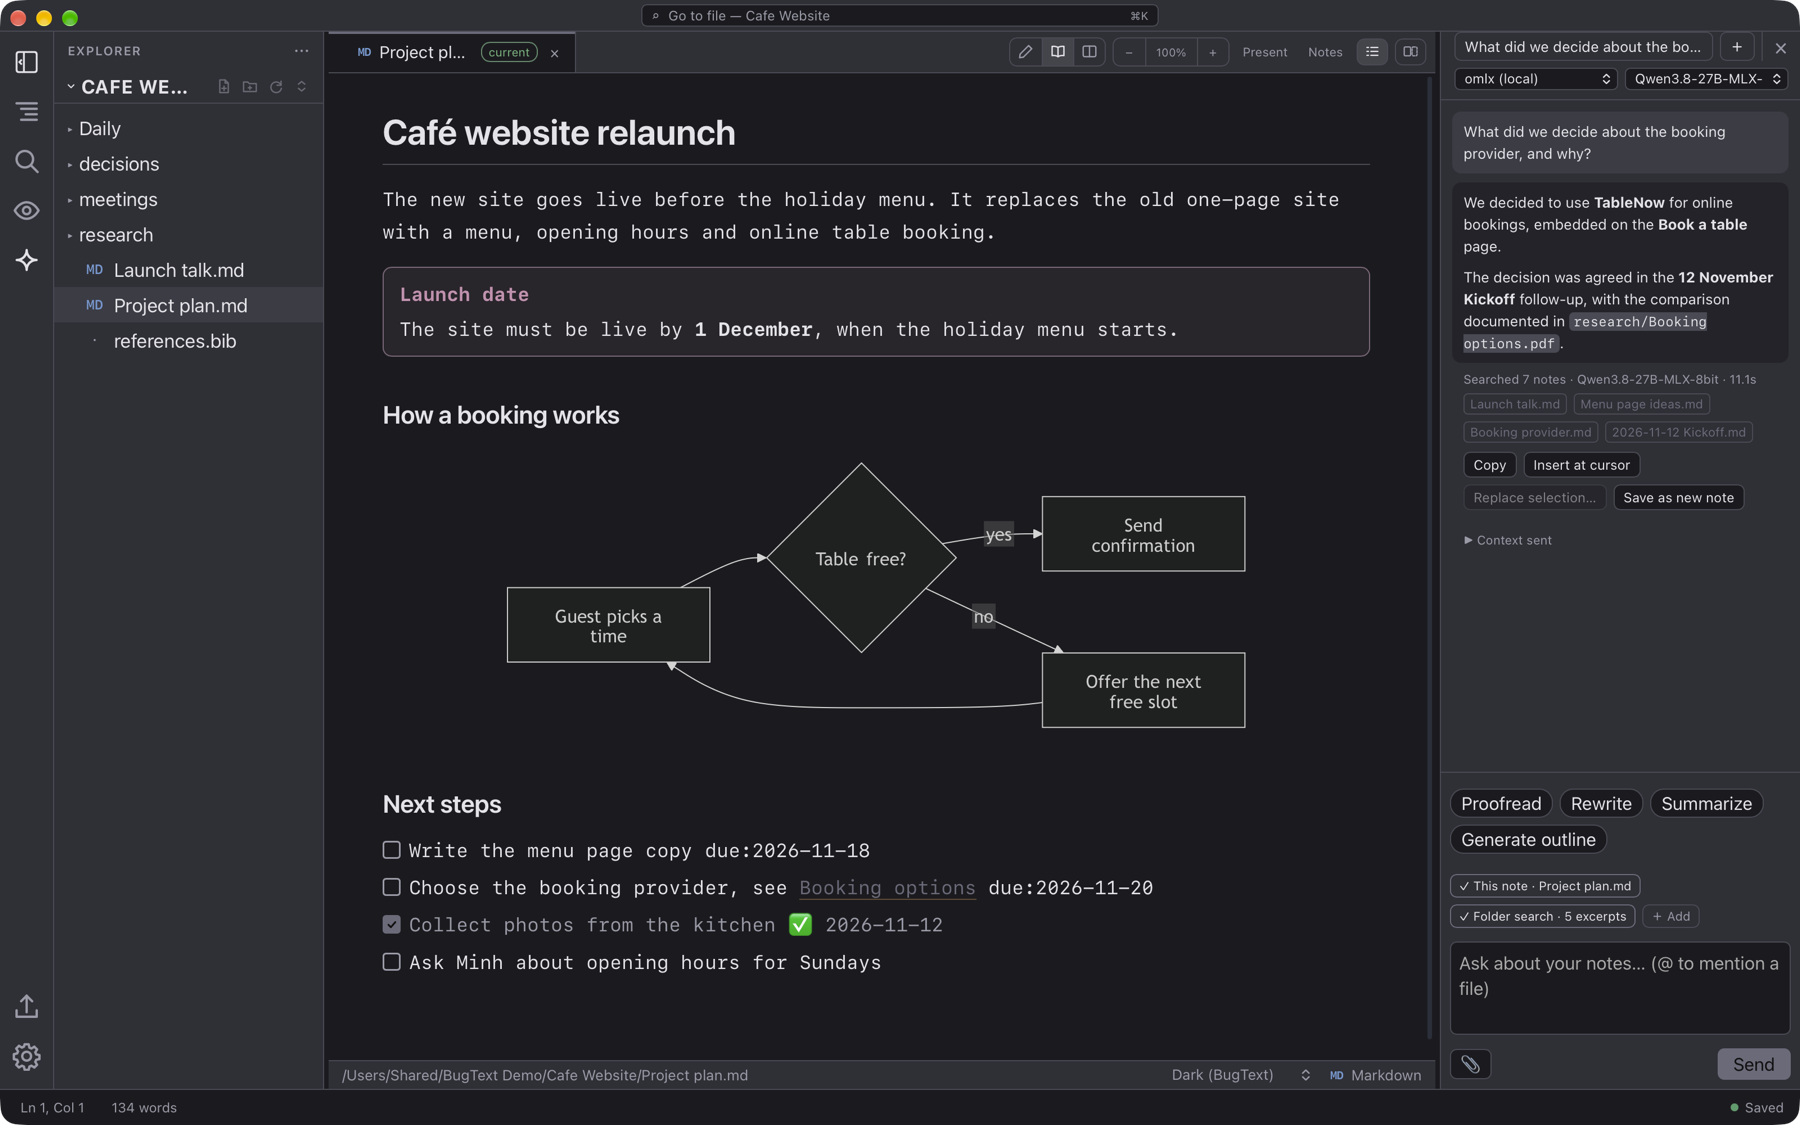 Go to file — Cafe Website
⌘K
EXPLORER
CAFE WE...
Daily
decisions
meetings
research
MD Launch talk.md
MD Project plan.md
references.bib
MD Project pl... current ×
− 100% + Present Notes
Café website relaunch
The new site goes live before the holiday menu. It replaces the old one-page site
with a menu, opening hours and online table booking.
Launch date
The site must be live by 1 December, when the holiday menu starts.
How a booking works
Guest picks a
time
Table free?
yes
no
Send
confirmation
Offer the next
free slot
Next steps
Write the menu page copy due:2026-11-18
Choose the booking provider, see Booking options due:2026-11-20
Collect photos from the kitchen ✅ 2026-11-12
Ask Minh about opening hours for Sundays
/Users/Shared/BugText Demo/Cafe Website/Project plan.md
Dark (BugText)
MD Markdown
Ln 1, Col 1
134 words
Saved
What did we decide about the bo...
+
omlx (local)
Qwen3.8-27B-MLX-
What did we decide about the booking
provider, and why?
We decided to use TableNow for online
bookings, embedded on the Book a table
page.
The decision was agreed in the 12 November
Kickoff follow-up, with the comparison
documented in research/Booking
options.pdf.
Searched 7 notes · Qwen3.8-27B-MLX-8bit · 11.1s
Launch talk.md
Menu page ideas.md
Booking provider.md
2026-11-12 Kickoff.md
Copy
Insert at cursor
Replace selection...
Save as new note
Context sent
Proofread
Rewrite
Summarize
Generate outline
✓ This note · Project plan.md
✓ Folder search · 5 excerpts
+ Add
Ask about your notes... (@ to mention a
file)
Send